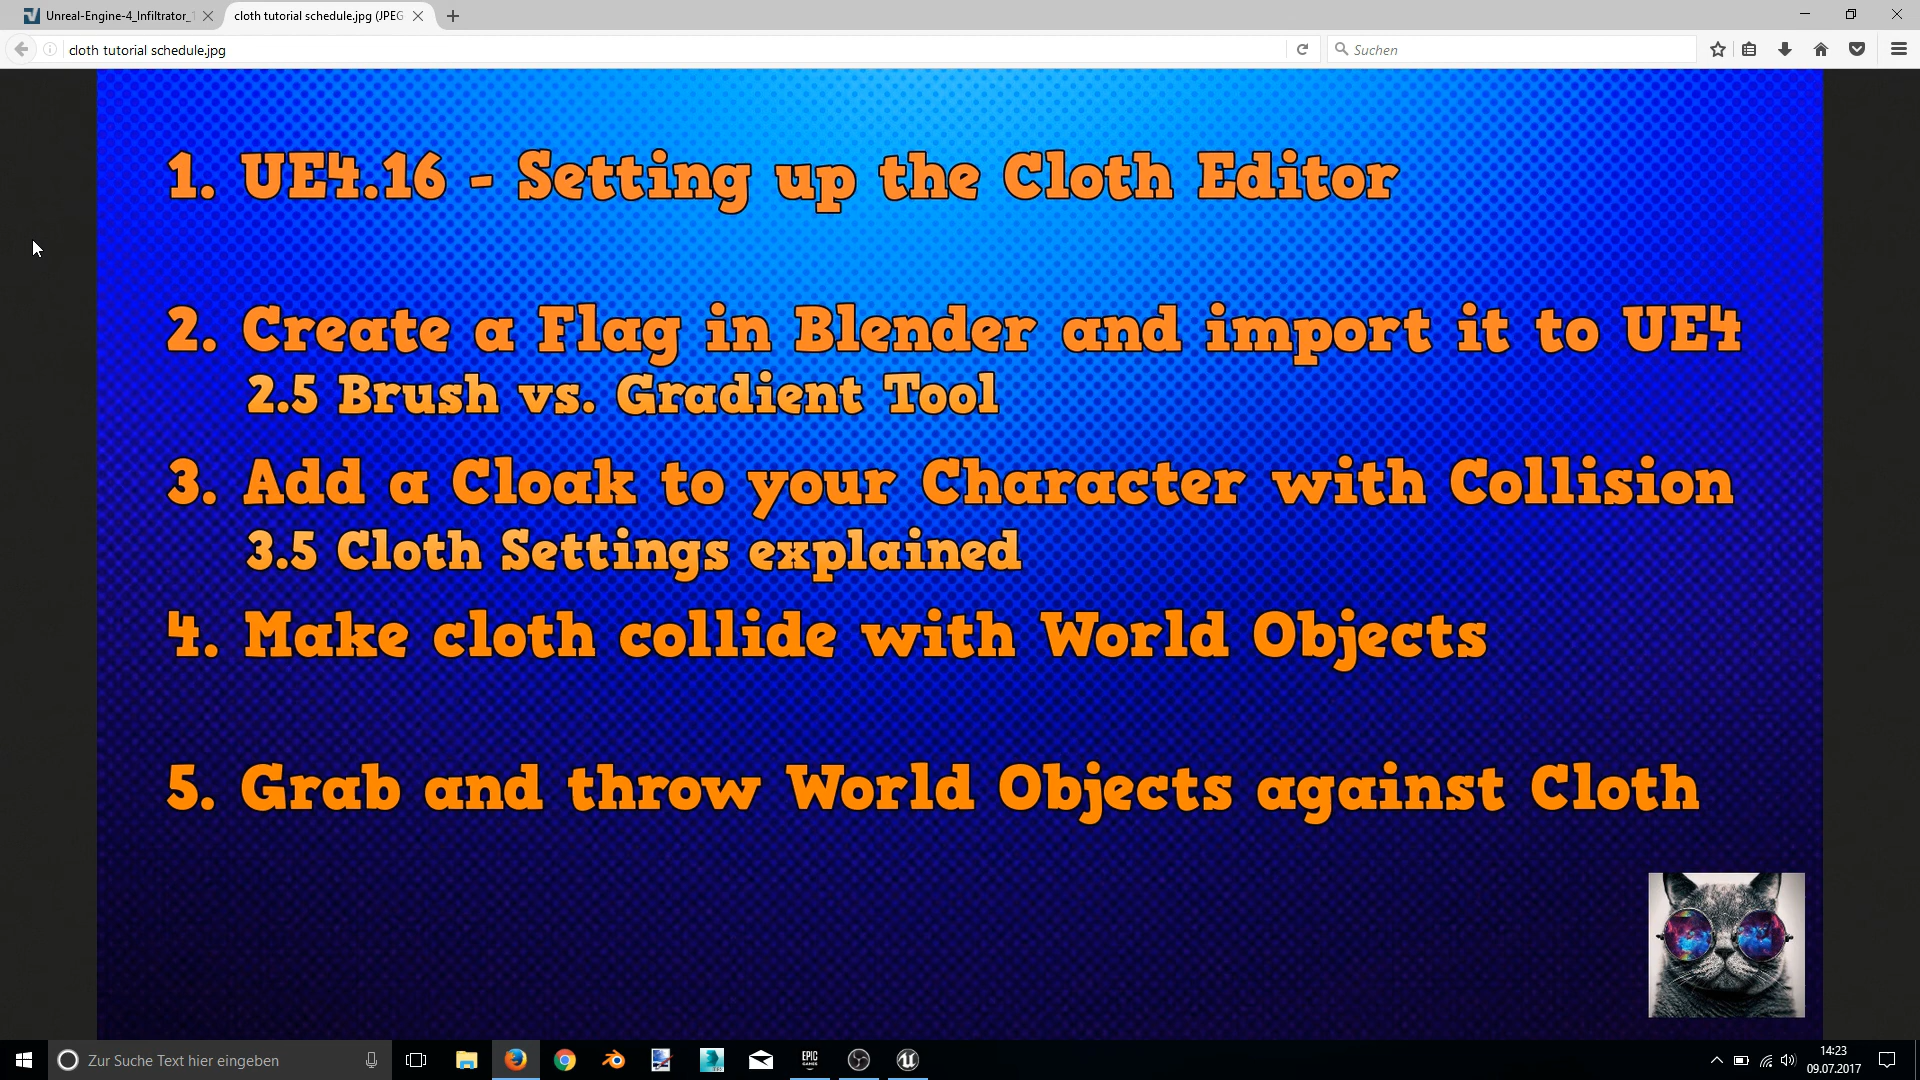 Unreal-Engine-4_Infiltrator_
cloth tutorial schedule.jpg (JPEG
cloth tutorial schedule.jpg
Suchen
1. UE4.16 - Setting up the Cloth Editor
2. Create a Flag in Blender and import it to UE4
2.5 Brush vs. Gradient Tool
3. Add a Cloak to your Character with Collision
3.5 Cloth Settings explained
4. Make cloth collide with World Objects
5. Grab and throw World Objects against Cloth
Zur Suche Text hier eingeben
EPIC
GAMES
14:23
09.07.2017